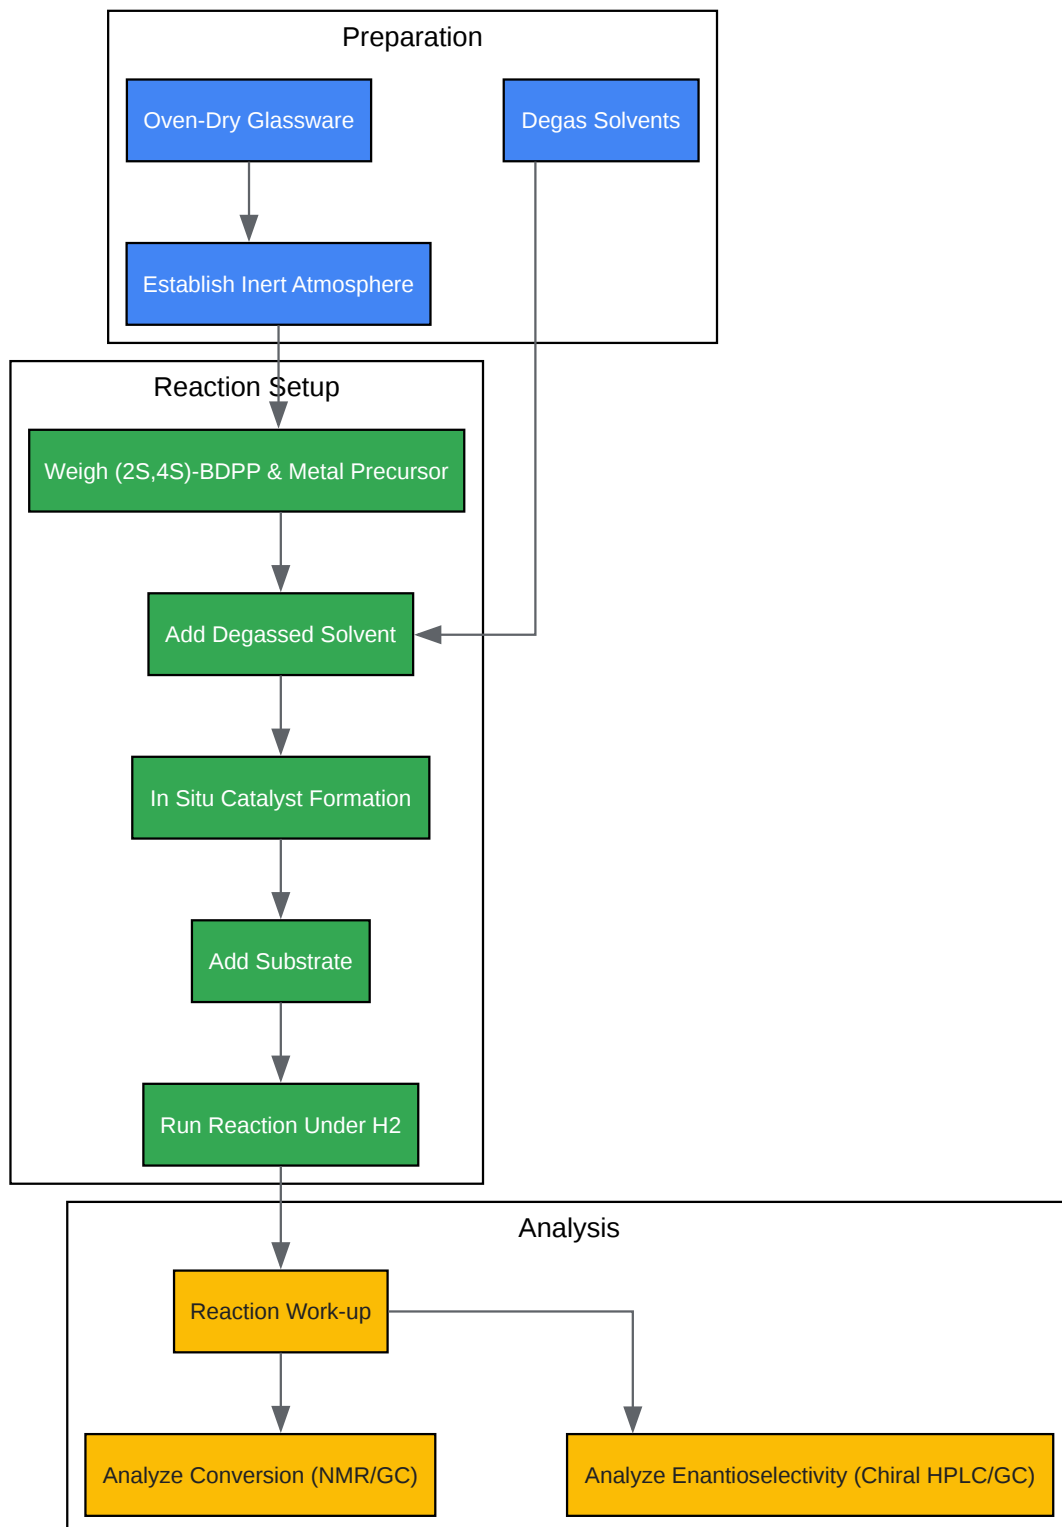 Preparation
Oven-Dry Glassware
Degas Solvents
Establish Inert Atmosphere
Reaction Setup
Weigh (2S,4S)-BDPP & Metal Precursor
Add Degassed Solvent
In Situ Catalyst Formation
Add Substrate
Run Reaction Under H2
Analysis
Reaction Work-up
Analyze Conversion (NMR/GC)
Analyze Enantioselectivity (Chiral HPLC/GC)